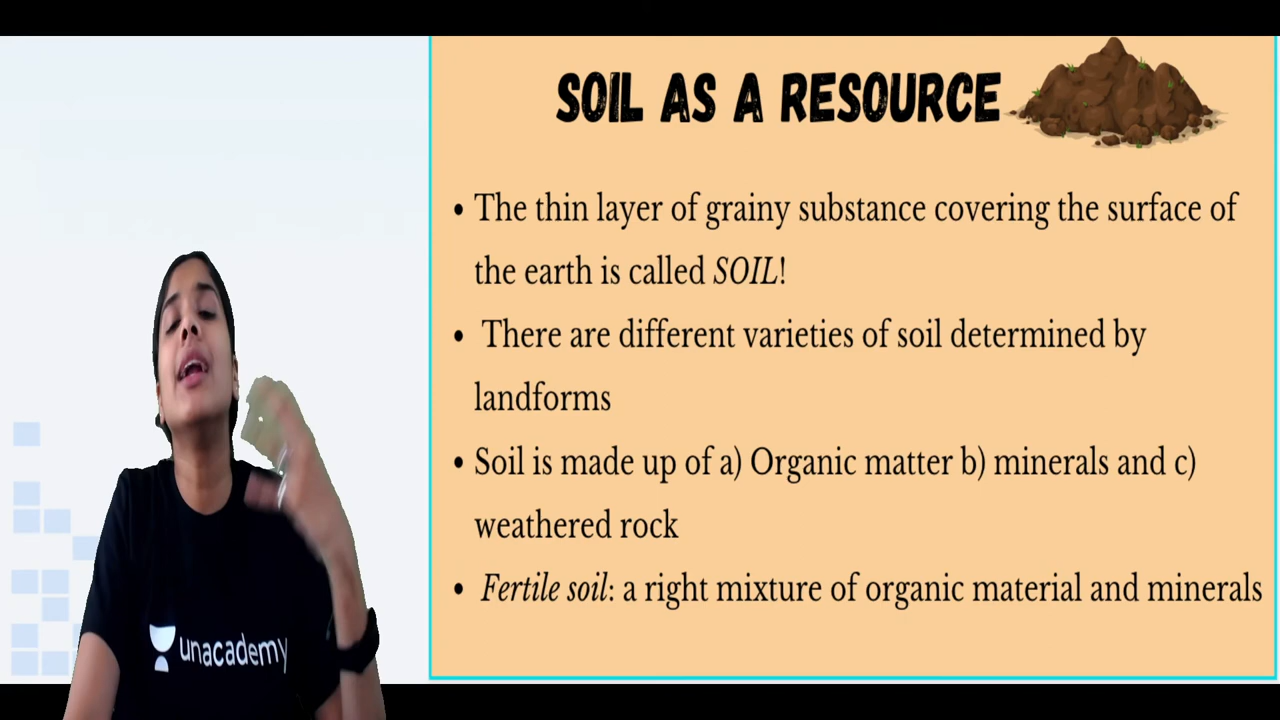 SOIL AS A RESOURCE
• The thin layer of grainy substance covering the surface of
the earth is called SOIL!
• There are different varieties of soil determined by
landforms
• Soil is made up of a) Organic matter b) minerals and c)
weathered rock
• Fertile soil: a right mixture of organic material and minerals
unacademy